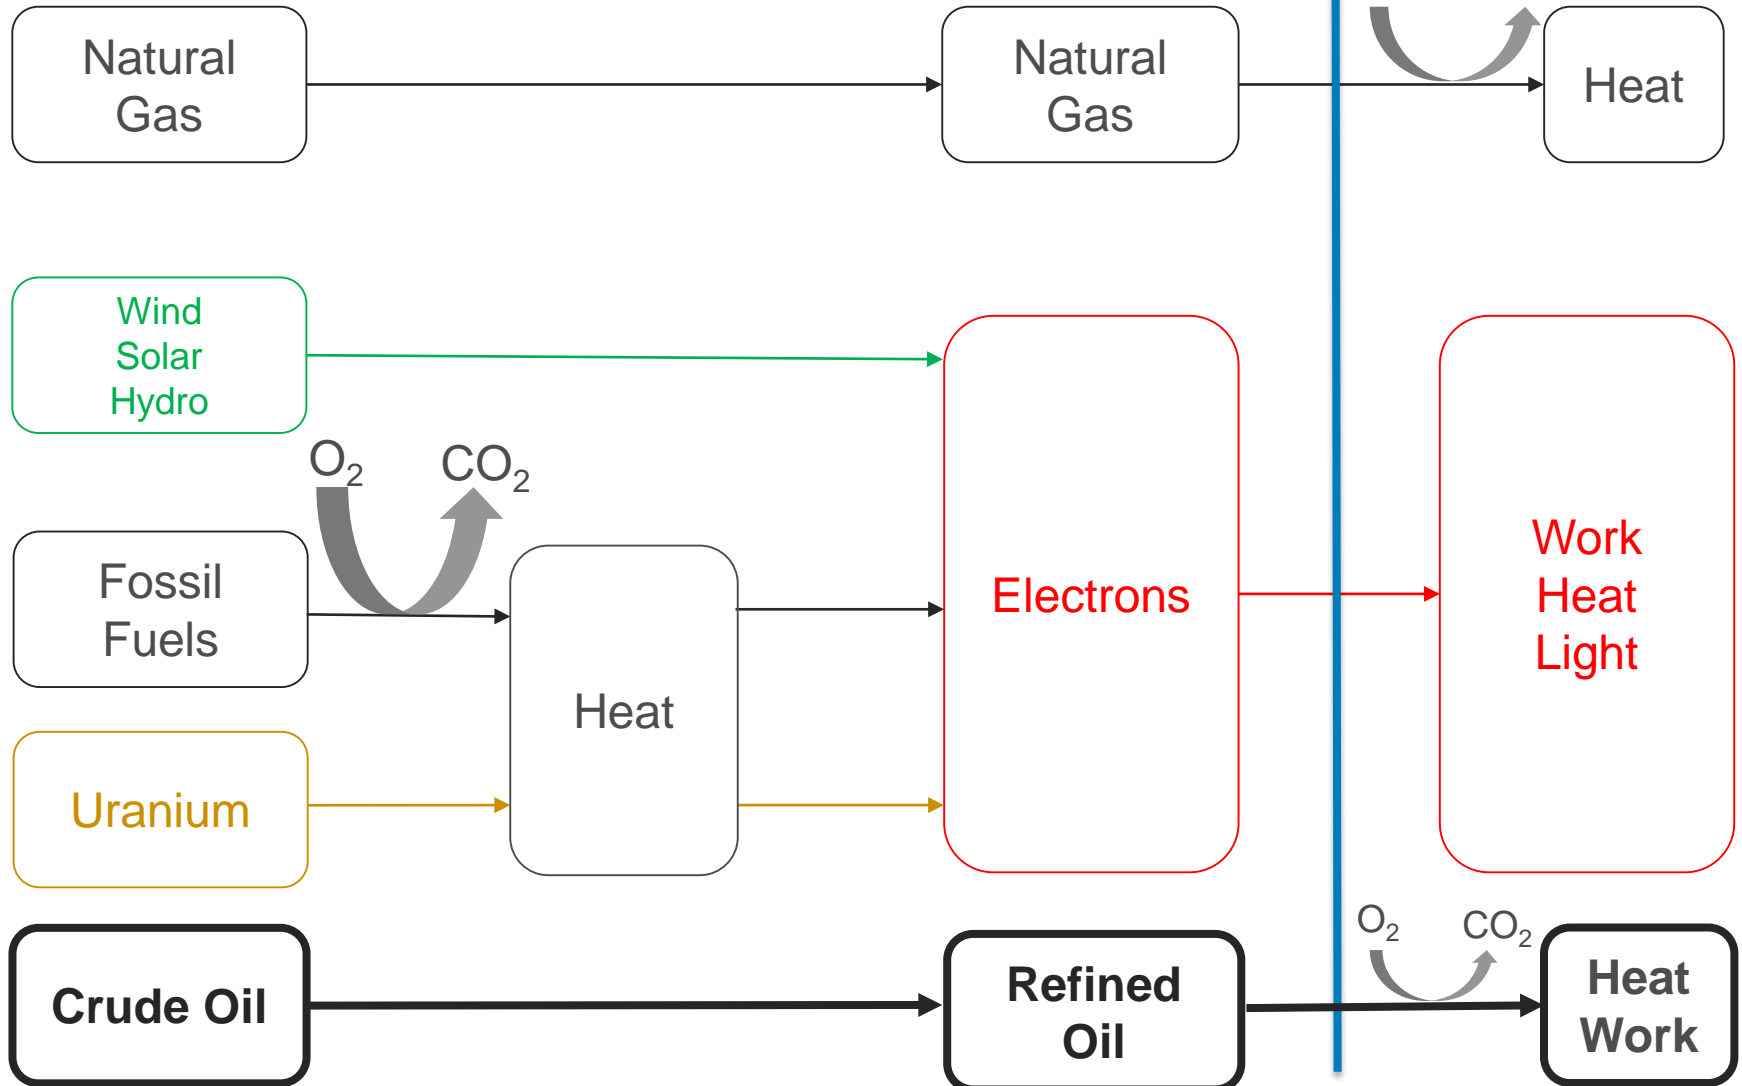 Natural
Gas
Natural
Gas
Heat
Wind
Solar
Hydro
O₂
CO₂
Fossil
Fuels
Heat
Uranium
Electrons
Work
Heat
Light
Crude Oil
Refined
Oil
O₂
CO₂
Heat
Work